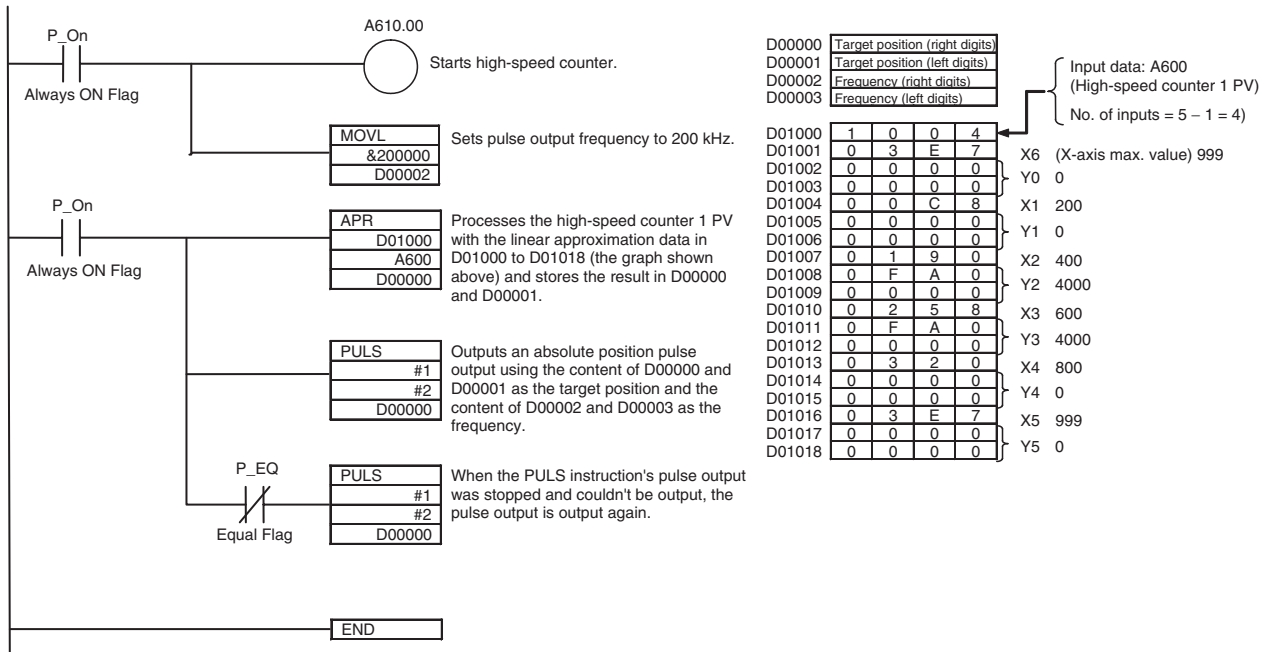 P_On
Always ON Flag
A610.00
Starts high-speed counter.
MOVL
&200000
D00002
Sets pulse output frequency to 200 kHz.
P_On
Always ON Flag
APR
D01000
A600
D00000
Processes the high-speed counter 1 PV
with the linear approximation data in
D01000 to D01018 (the graph shown
above) and stores the result in D00000
and D00001.
PULS
#1
#2
D00000
Outputs an absolute position pulse
output using the content of D00000 and
D00001 as the target position and the
content of D00002 and D00003 as the
frequency.
P_EQ
Equal Flag
PULS
#1
#2
D00000
When the PULS instruction's pulse output
was stopped and couldn't be output, the
pulse output is output again.
END
D00000 Target position (right digits)
D00001 Target position (left digits)
D00002 Frequency (right digits)
D00003 Frequency (left digits)
Input data: A600
(High-speed counter 1 PV)
No. of inputs = 5 − 1 = 4)
D01000 1 0 0 4
D01001 0 3 E 7 X6 (X-axis max. value) 999
D01002 0 0 0 0
Y0 0
D01003 0 0 0 0
D01004 0 0 C 8 X1 200
D01005 0 0 0 0
Y1 0
D01006 0 0 0 0
D01007 0 1 9 0 X2 400
D01008 0 F A 0
Y2 4000
D01009 0 0 0 0
D01010 0 2 5 8 X3 600
D01011 0 F A 0
Y3 4000
D01012 0 0 0 0
D01013 0 3 2 0 X4 800
D01014 0 0 0 0
Y4 0
D01015 0 0 0 0
D01016 0 3 E 7 X5 999
D01017 0 0 0 0
Y5 0
D01018 0 0 0 0